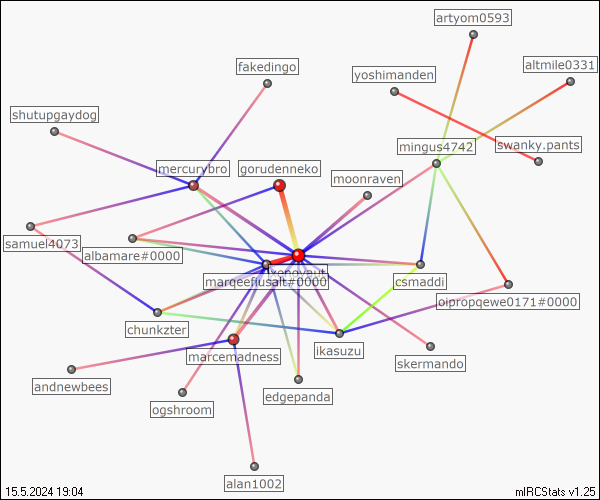 artyom0593
altmile0331
fakedingo
yoshimanden
shutupgaydog
mingus4742
swanky.pants
mercurybro
gorudenneko
moonraven
samuel4073
albamare#0000
marqeeflusalt#0000
csmaddi
oipropqewe0171#0000
chunkzter
ikasuzu
marcemadness
skermando
andnewbees
edgepanda
ogshroom
alan1002
15.5.2024 19:04
mIRCStats v1.25